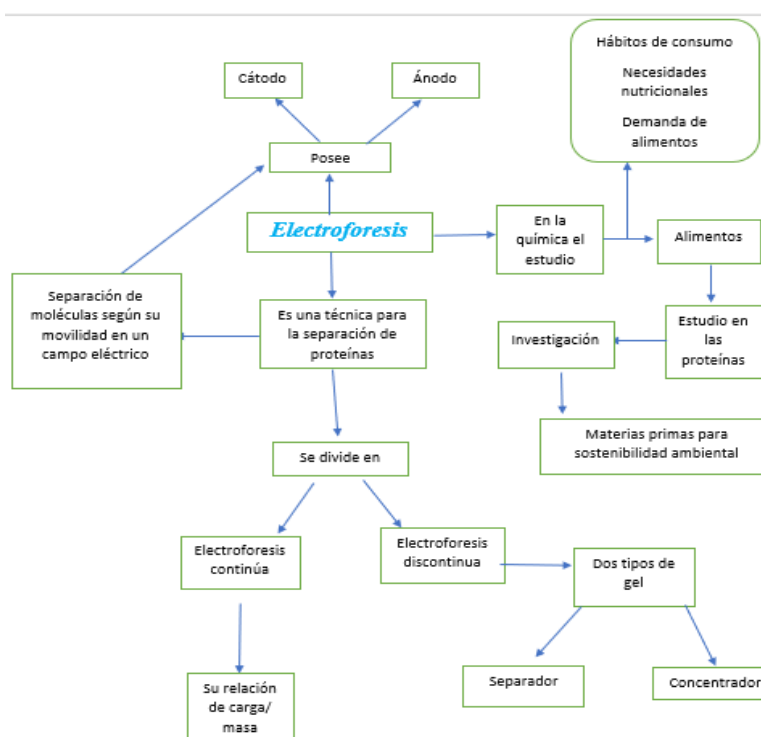 Hábitos de consumo
Necesidades
nutricionales
Demanda de
alimentos
Cátodo
Ánodo
Posee
Electroforesis
En la
química el
estudio
Alimentos
Separación de
moléculas según su
movilidad en un
campo eléctrico
Es una técnica para
la separación de
proteínas
Estudio en
las
proteínas
Investigación
Materias primas para
sostenibilidad ambiental
Se divide en
Electroforesis
continúa
Electroforesis
discontinua
Dos tipos de
gel
Su relación
de carga/
masa
Separador
Concentrador